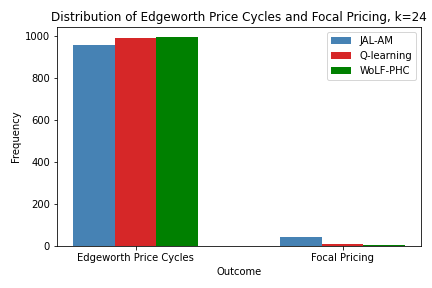 Distribution of Edgeworth Price Cycles and Focal Pricing, k=24
JAL-AM
Q-learning
WoLF-PHC
Frequency
1000
800
600
400
200
0
Edgeworth Price Cycles
Focal Pricing
Outcome